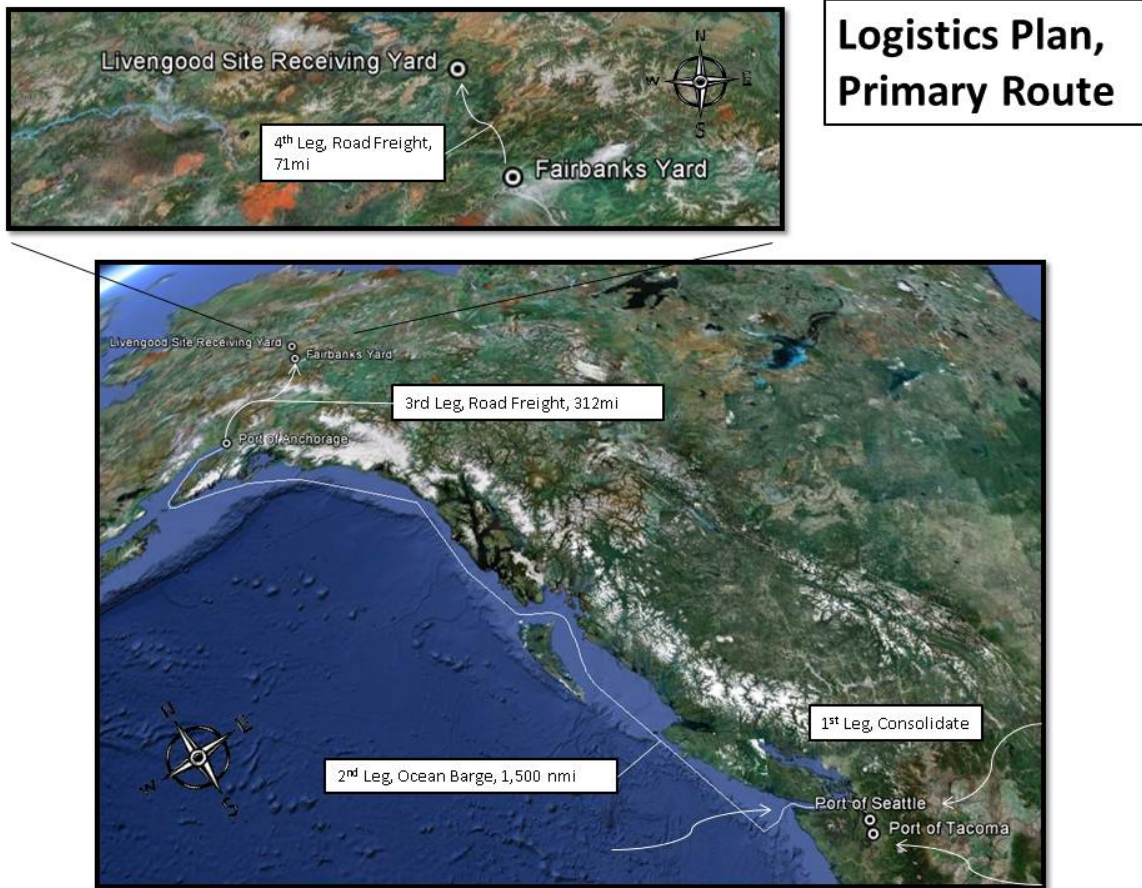 Logistics Plan,
Primary Route
Livengood Site Receiving Yard
N
W
E
S
4th Leg, Road Freight,
71mi
Fairbanks Yard
Livengood Site Receiving Yard
Fairbanks Yard
3rd Leg, Road Freight, 312mi
Port of Anchorage
1st Leg, Consolidate
N
E
W
S
2nd Leg, Ocean Barge, 1,500 nmi
Port of Seattle
Port of Tacoma